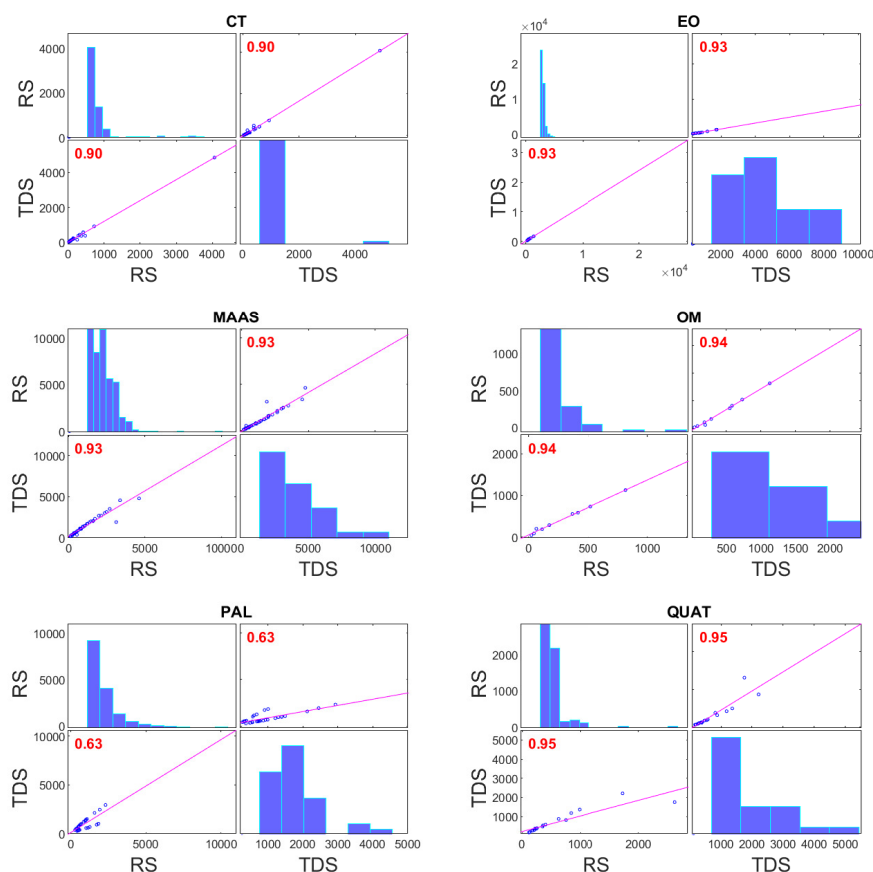 CT
4000
2000
0
RS
0.90
0.90
4000
2000
0
TDS
0 1000 2000 3000 4000
0 2000 4000
RS TDS
EO
× 10^4
2
1
0
RS
0.93
0.93
3
2
1
0
TDS
0 1 2
2000 4000 6000 8000 10000
RS × 10^4 TDS
MAAS
10000
5000
0
RS
0.93
0.93
10000
5000
0
TDS
0 5000 10000
0 5000 10000
RS TDS
OM
1000
500
0
RS
0.94
0.94
2000
1000
0
TDS
0 500 1000
500 1000 1500 2000
RS TDS
PAL
10000
5000
0
RS
0.63
0.63
10000
5000
0
TDS
0 5000 10000
1000 2000 3000 4000 5000
RS TDS
QUAT
2000
1000
0
RS
0.95
0.95
5000
4000
3000
2000
1000
0
TDS
0 1000 2000
1000 2000 3000 4000 5000
RS TDS